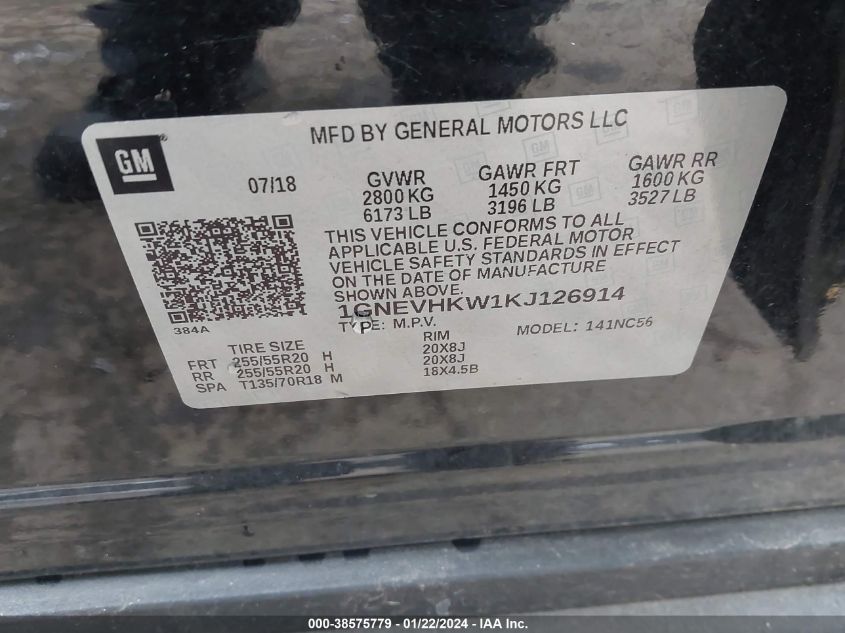 MFD BY GENERAL MOTORS LLC
GM ®
07/18
GVWR GAWR FRT GAWR RR
2800 KG 1450 KG 1600 KG
6173 LB 3196 LB 3527 LB
THIS VEHICLE CONFORMS TO ALL
APPLICABLE U.S. FEDERAL MOTOR
VEHICLE SAFETY STANDARDS IN EFFECT
ON THE DATE OF MANUFACTURE
SHOWN ABOVE.
1GNEVHKW1KJ126914
384A
TYPE: M.P.V. MODEL: 141NC56
TIRE SIZE RIM
FRT 255/55R20 H 20X8J
RR 255/55R20 H 20X8J
SPA T135/70R18 M 18X4.5B
000-38575779 - 01/22/2024 - IAA Inc.